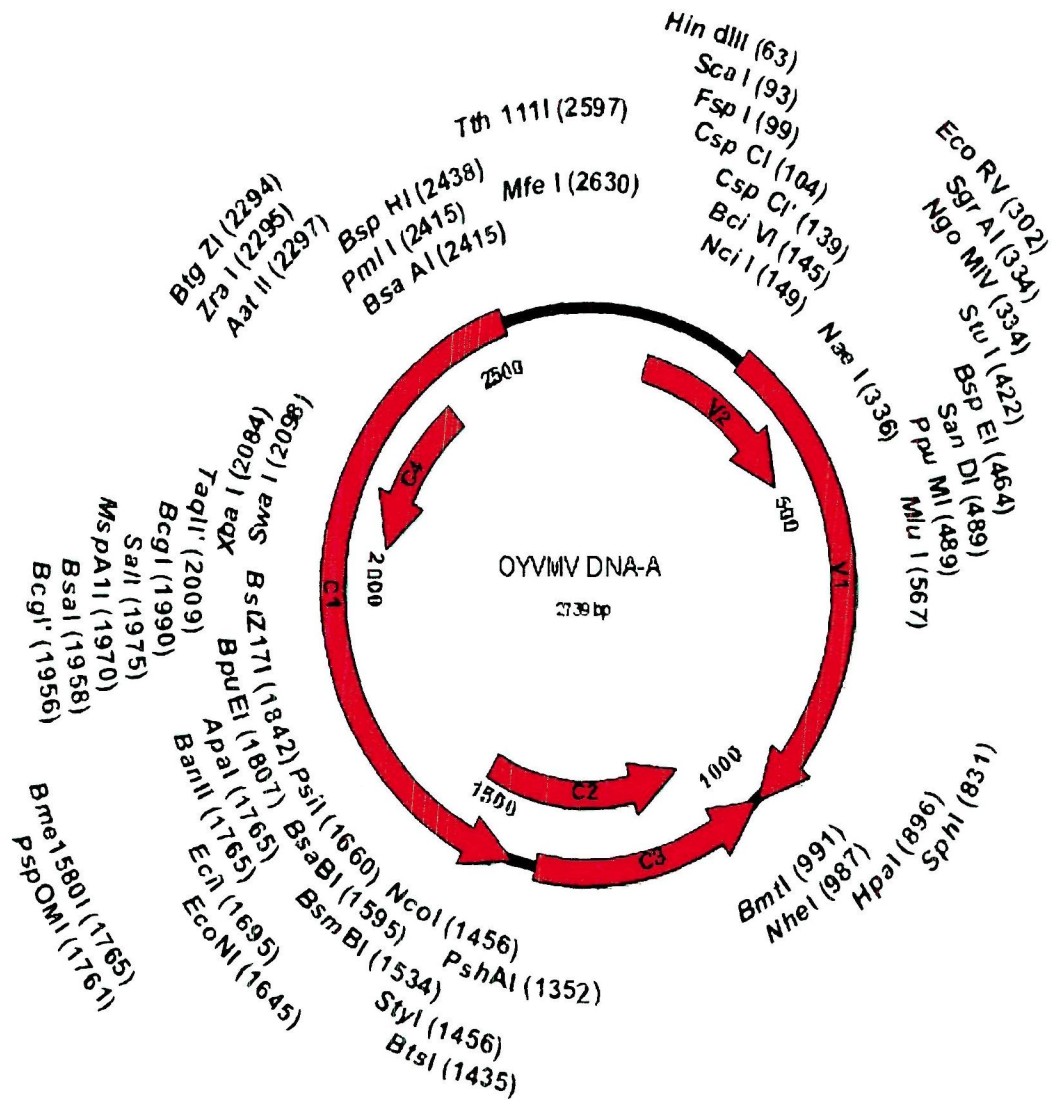 Hin dIII (63)
Sca I (93)
Fsp I (99)
Csp CI (104)
Csp CI' (139)
Bci VI (145)
Nci I (149)
Eco RV (302)
Sgr AI (334)
Ngo MIV (334)
Nae I (336)
Stu I (422)
Bsp EI (464)
San DI (489)
Ppu MI (489)
Mlu I (567)
SphI (831)
HpaI (896)
NheI (987)
BmtI (991)
PshAI (1352)
BtsI (1435)
StyI (1456)
NcoI (1456)
BsmBI (1534)
BsaBI (1595)
EcoNI (1645)
PsiI (1660)
EciI (1695)
PspOMI (1761)
Bme1580I (1765)
BanII (1765)
ApaI (1765)
BpuEI (1807)
BstZ17I (1842)
BcgI' (1956)
BsaI (1958)
MspA1I (1970)
SalI (1975)
BcgI (1990)
TaqII' (2009)
Xba I (2084)
Swa I (2098)
Btg ZI (2294)
Zra I (2295)
Aat II (2297)
Bsa AI (2415)
Pml I (2415)
Bsp HI (2438)
Tth 111I (2597)
Mfe I (2630)
V2
V1
500
1000
C3
C2
1500
C1
2000
C4
2500
OYVMV DNA-A
2739 bp